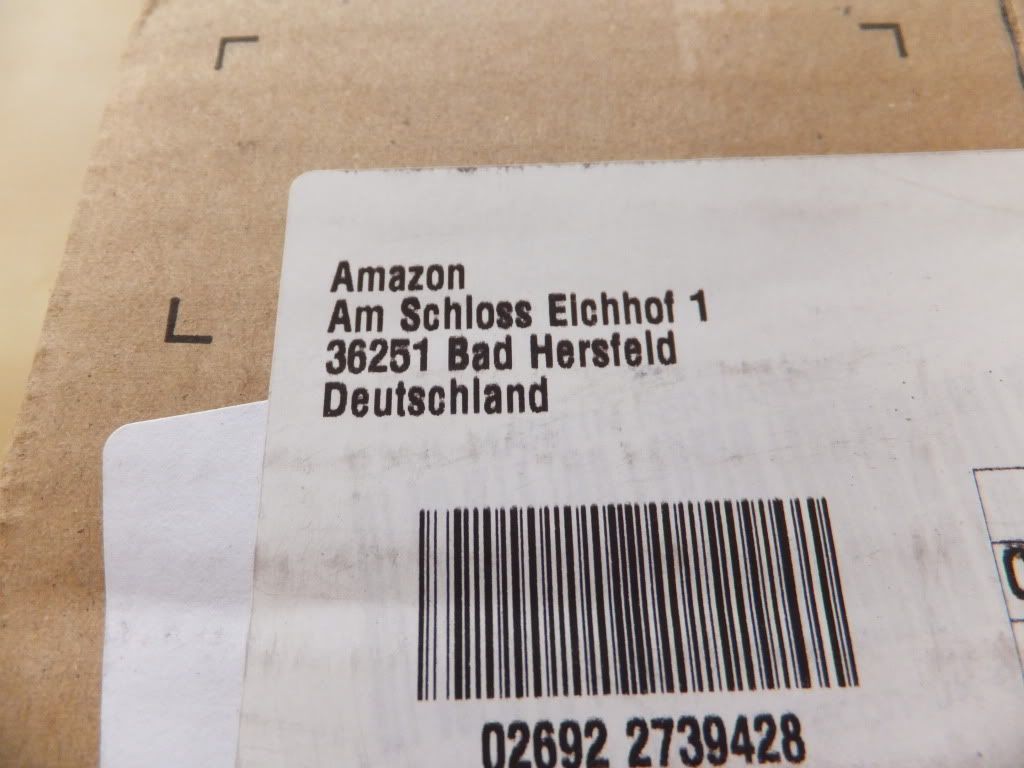 Amazon
Am Schloss Eichhof 1
36251 Bad Hersfeld
Deutschland
02692 2739428